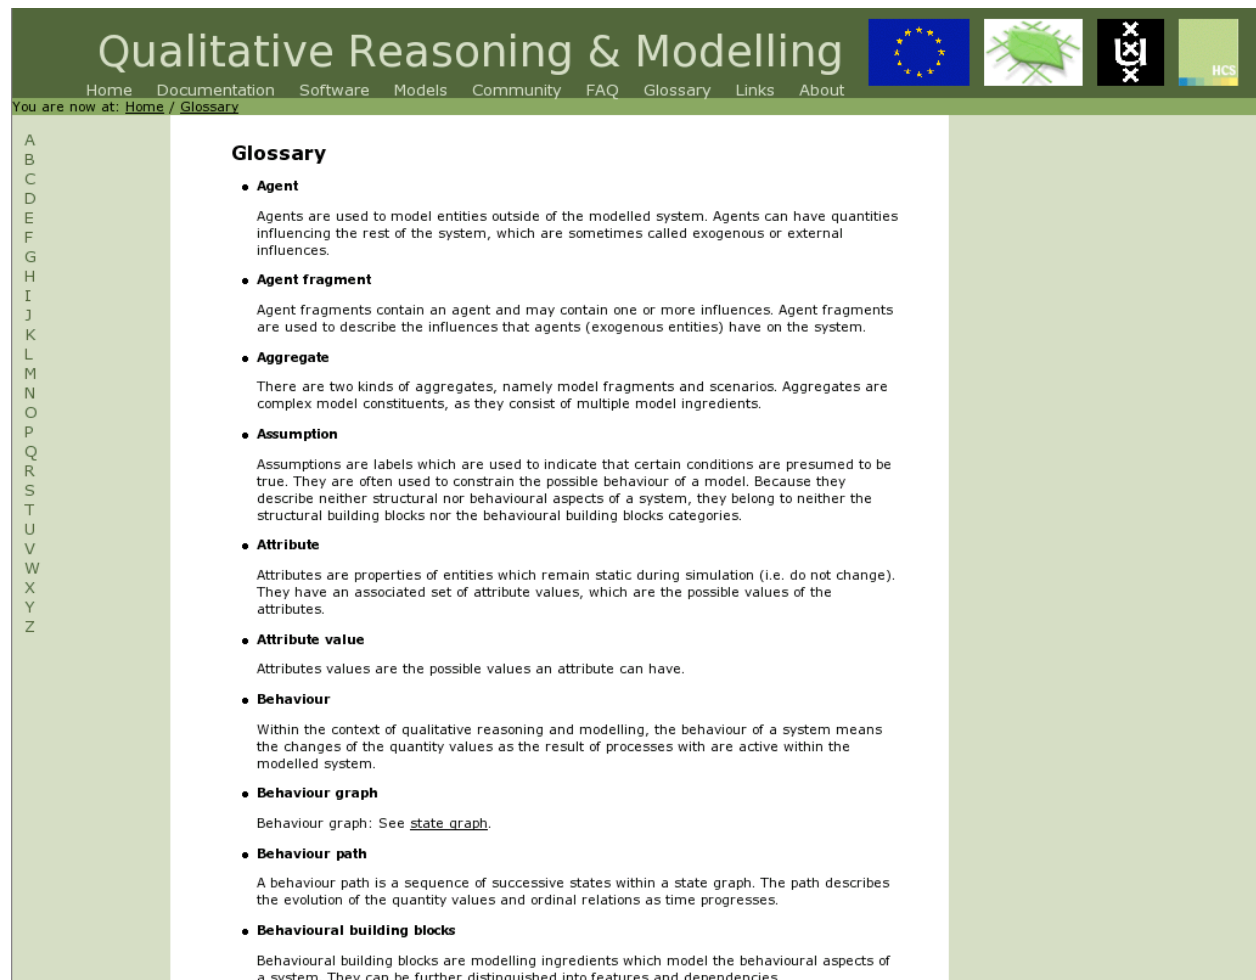 Qualitative Reasoning & Modelling
HCS
Home Documentation Software Models Community FAQ Glossary Links About
You are now at: Home / Glossary
A
B
C
D
E
F
G
H
I
J
K
L
M
N
O
P
Q
R
S
T
U
V
W
X
Y
Z
Glossary
• Agent
Agents are used to model entities outside of the modelled system. Agents can have quantities
influencing the rest of the system, which are sometimes called exogenous or external
influences.
• Agent fragment
Agent fragments contain an agent and may contain one or more influences. Agent fragments
are used to describe the influences that agents (exogenous entities) have on the system.
• Aggregate
There are two kinds of aggregates, namely model fragments and scenarios. Aggregates are
complex model constituents, as they consist of multiple model ingredients.
• Assumption
Assumptions are labels which are used to indicate that certain conditions are presumed to be
true. They are often used to constrain the possible behaviour of a model. Because they
describe neither structural nor behavioural aspects of a system, they belong to neither the
structural building blocks nor the behavioural building blocks categories.
• Attribute
Attributes are properties of entities which remain static during simulation (i.e. do not change).
They have an associated set of attribute values, which are the possible values of the
attributes.
• Attribute value
Attributes values are the possible values an attribute can have.
• Behaviour
Within the context of qualitative reasoning and modelling, the behaviour of a system means
the changes of the quantity values as the result of processes with are active within the
modelled system.
• Behaviour graph
Behaviour graph: See state graph.
• Behaviour path
A behaviour path is a sequence of successive states within a state graph. The path describes
the evolution of the quantity values and ordinal relations as time progresses.
• Behavioural building blocks
Behavioural building blocks are modelling ingredients which model the behavioural aspects of
a system. They can be further distinguished into features and dependencies.